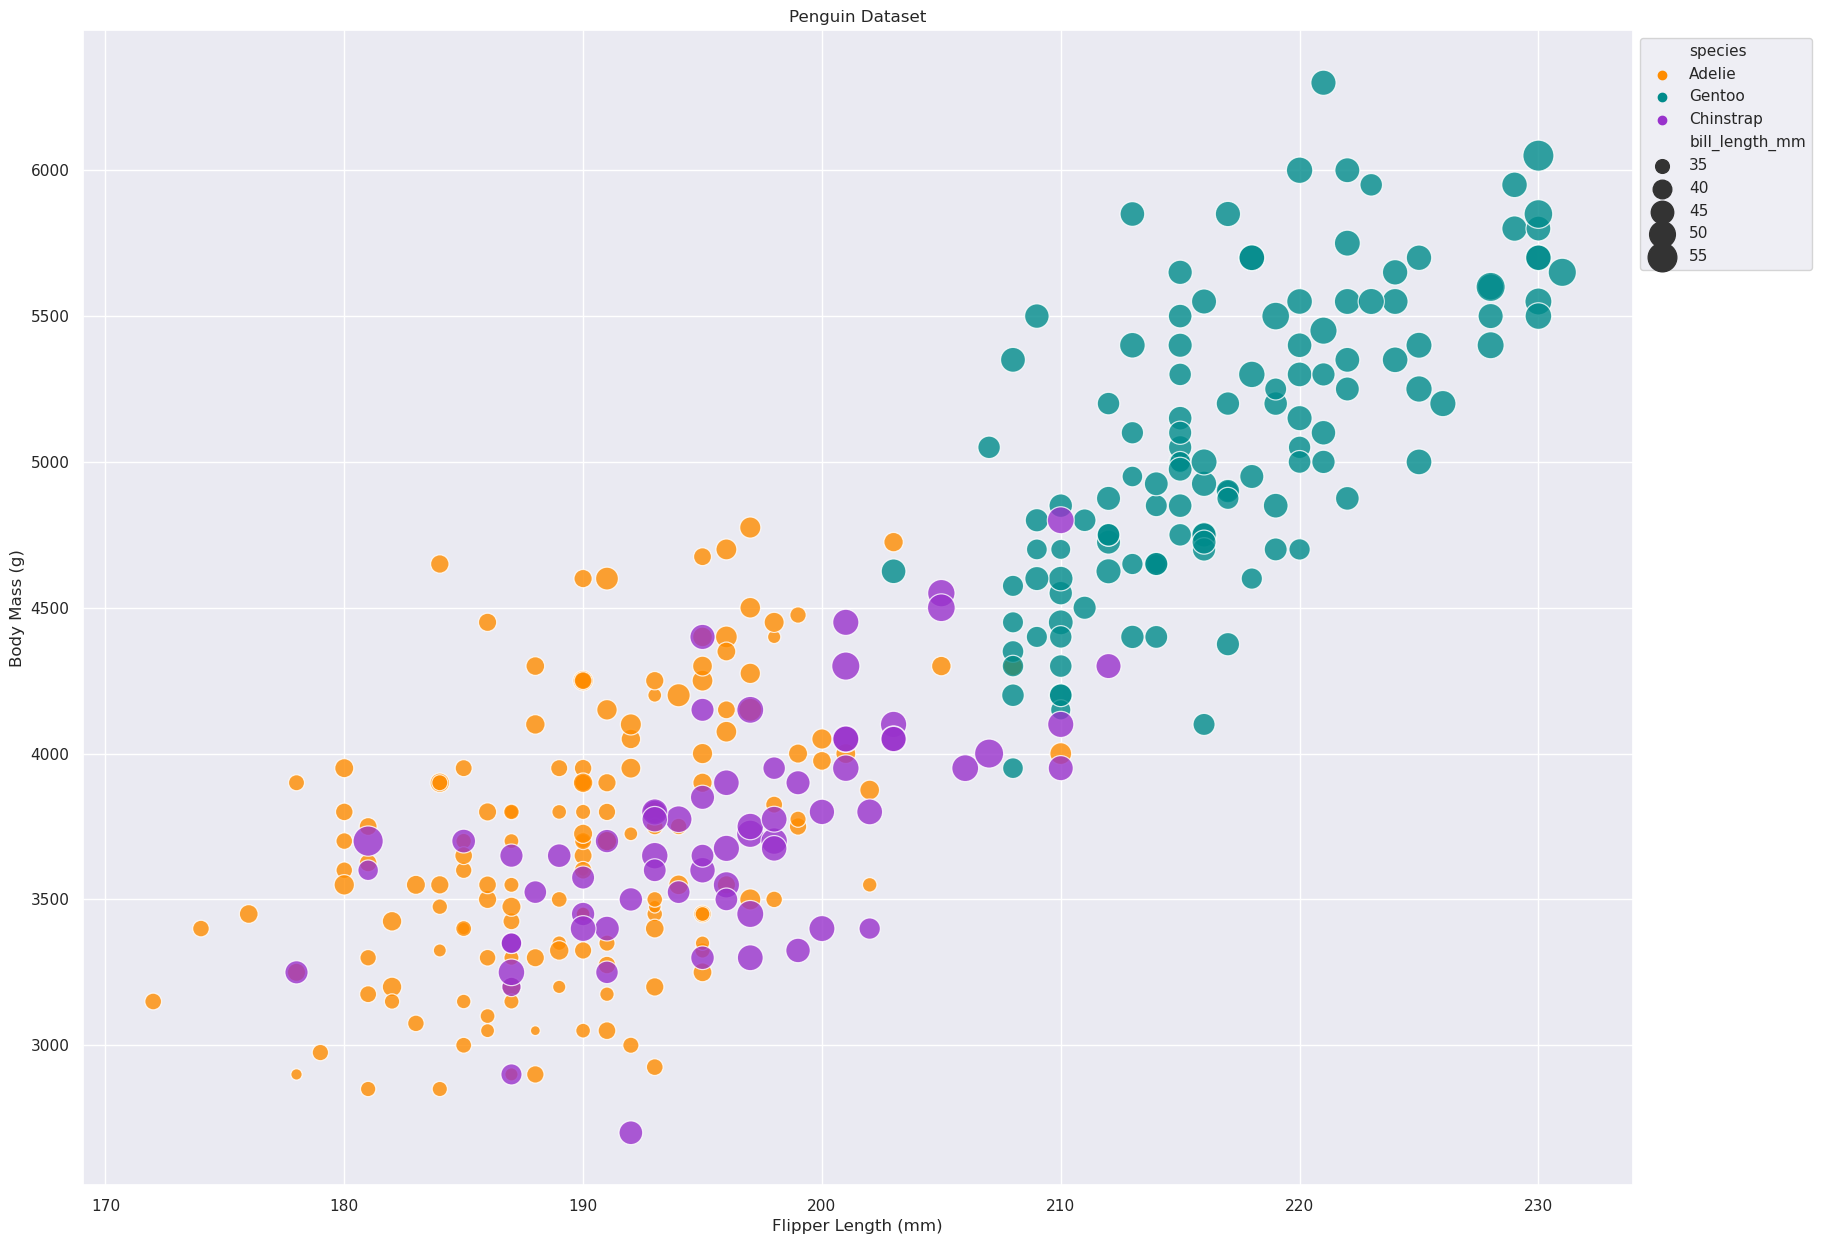 Penguin Dataset
species
Adelie
Gentoo
Chinstrap
bill_length_mm
35
40
45
50
55
Body Mass (g)
6000
5500
5000
4500
4000
3500
3000
170 180 190 200 210 220 230
Flipper Length (mm)